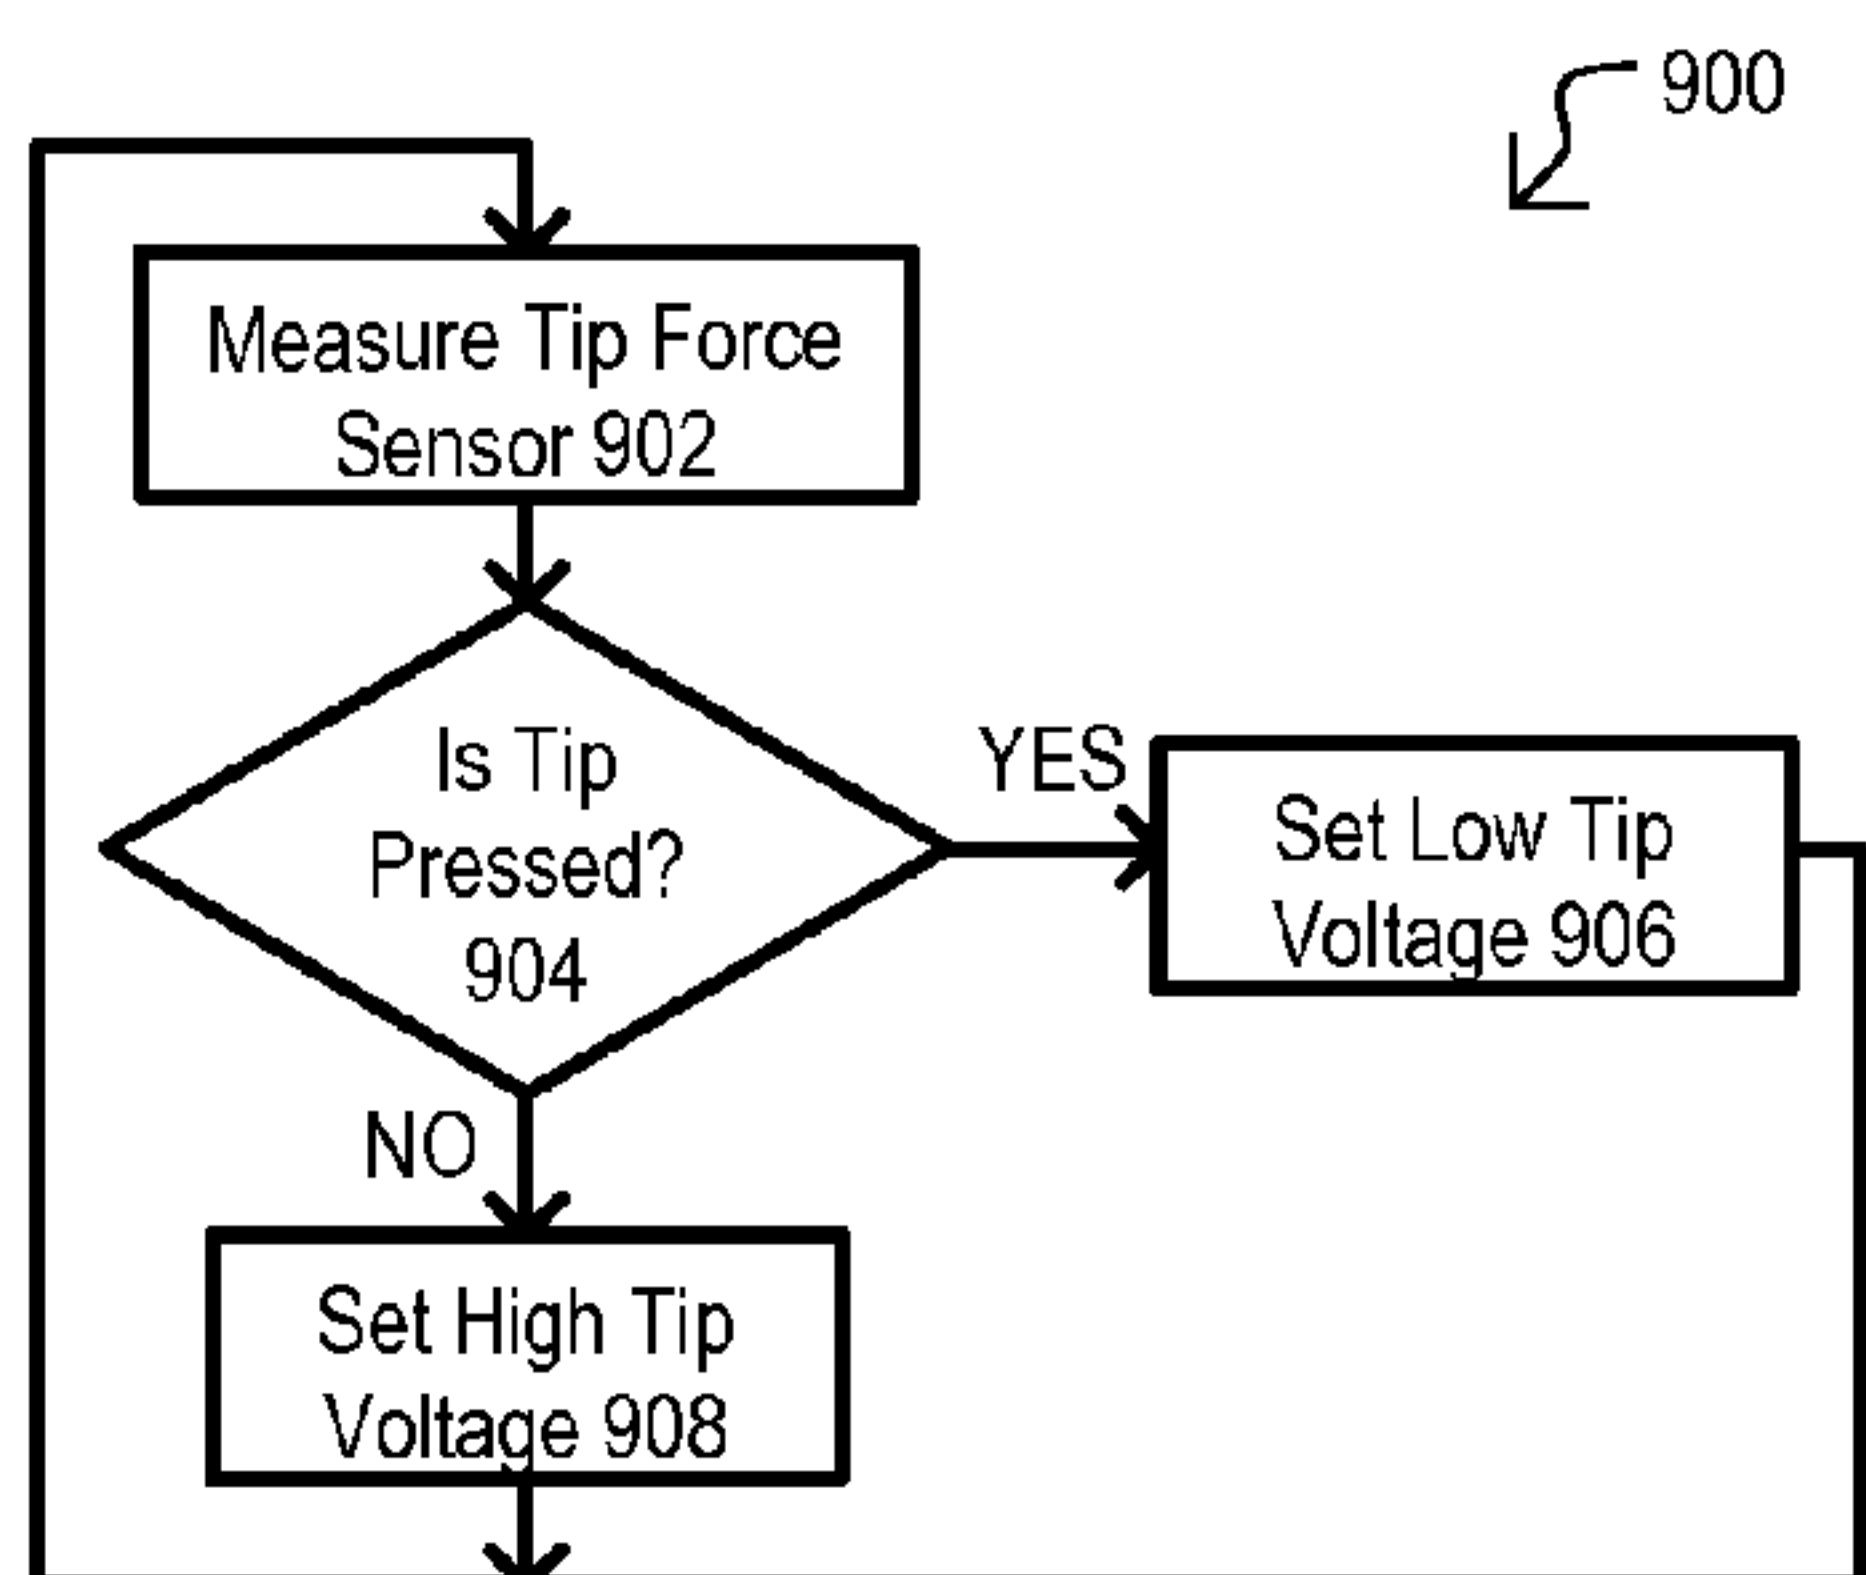 900
Measure Tip Force
Sensor 902
Is Tip
Pressed?
904
YES
Set Low Tip
Voltage 906
NO
Set High Tip
Voltage 908